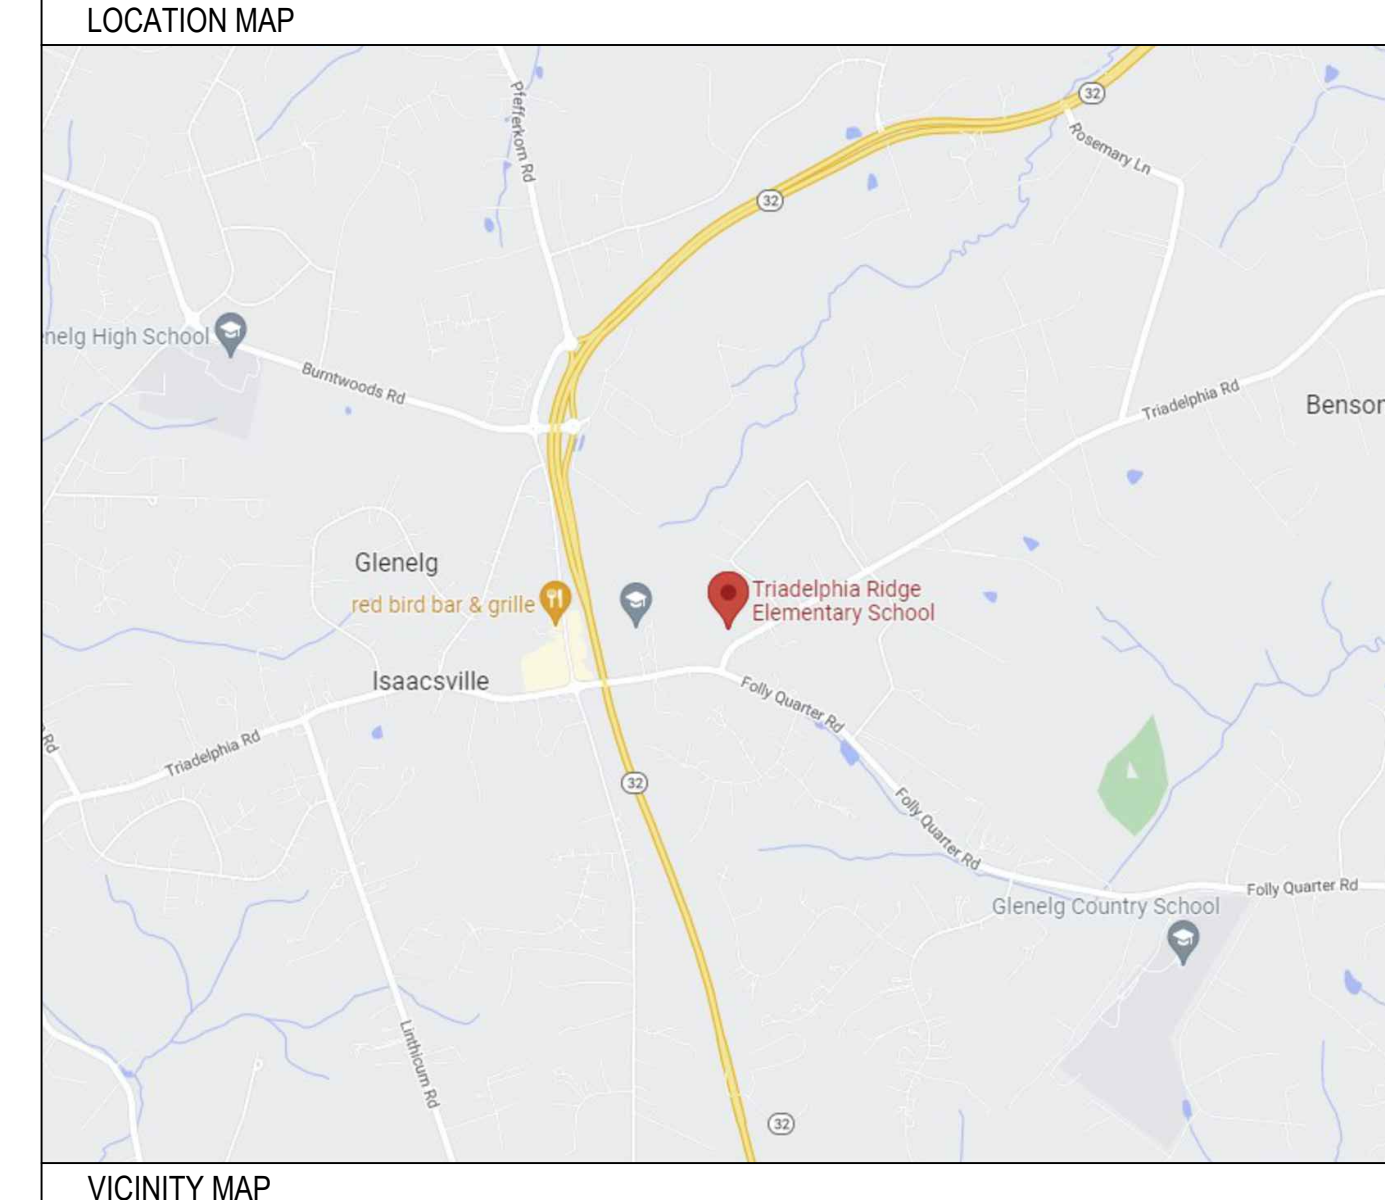 LOCATION MAP
32
Pfefferkorn Rd
Rosemary Ln
32
enelg High School
Burntwoods Rd
Triadelphia Rd
Benson
Glenelg
red bird bar & grille
Triadelphia Ridge
Elementary School
Isaacsville
Folly Quarter Rd
Rd
Triadelphia Rd
32
Folly Quarter Rd
Folly Quarter Rd
Glenelg Country School
Linthicum Rd
32
VICINITY MAP